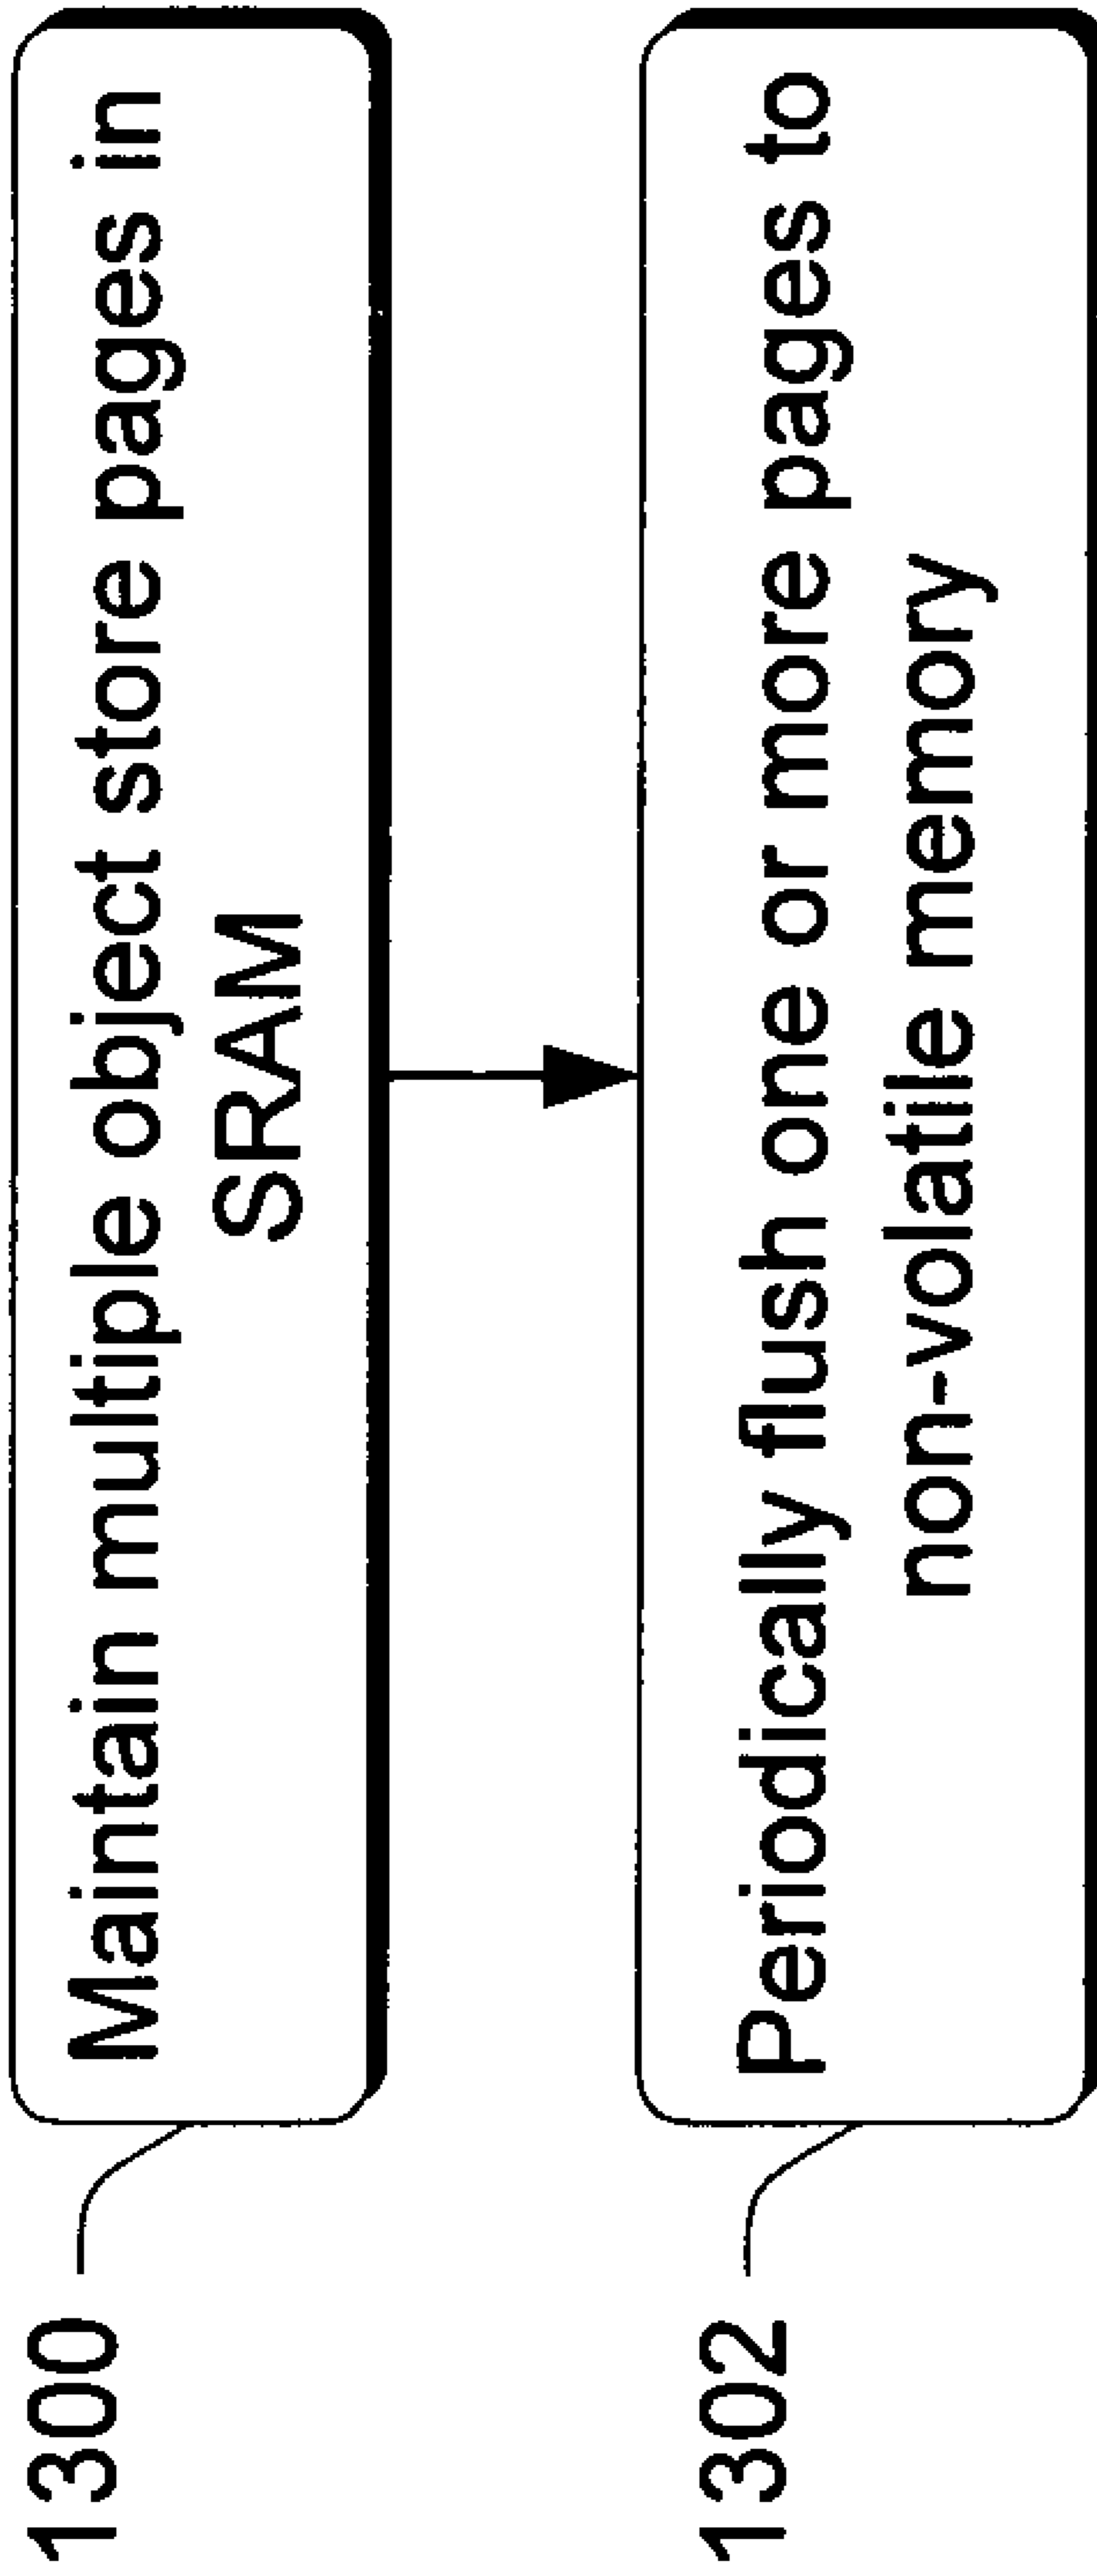 1300
Maintain multiple object store pages in
SRAM
1302
Periodically flush one or more pages to
non-volatile memory